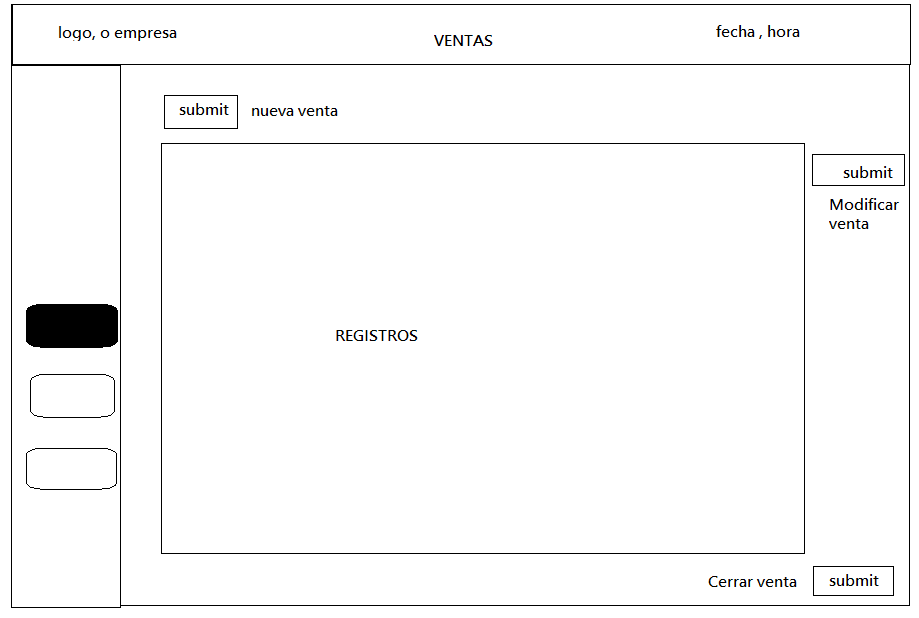 logo, o empresa
VENTAS
fecha , hora
submit
nueva venta
submit
Modificar
venta
REGISTROS
Cerrar venta
submit